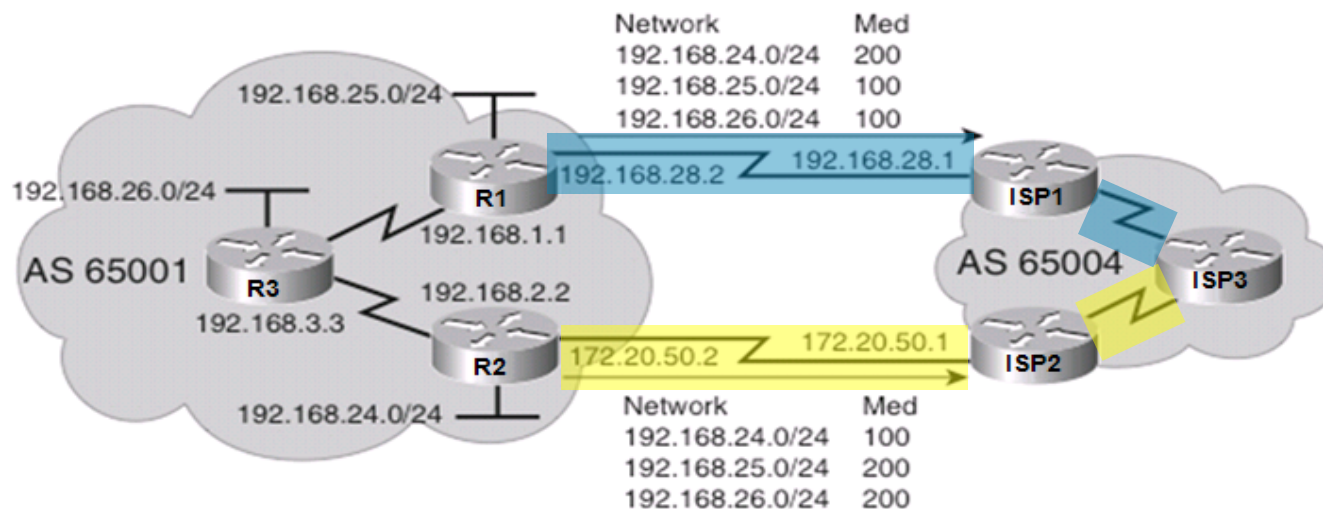 Network Med
192.168.24.0/24 200
192.168.25.0/24 100
192.168.26.0/24 100
192.168.25.0/24
192.168.28.1
192.168.28.2
192.168.26.0/24
R1
ISP1
192.168.1.1
AS 65001
R3
AS 65004
ISP3
192.168.2.2
192.168.3.3
172.20.50.1
172.20.50.2
R2
ISP2
192.168.24.0/24
Network Med
192.168.24.0/24 100
192.168.25.0/24 200
192.168.26.0/24 200